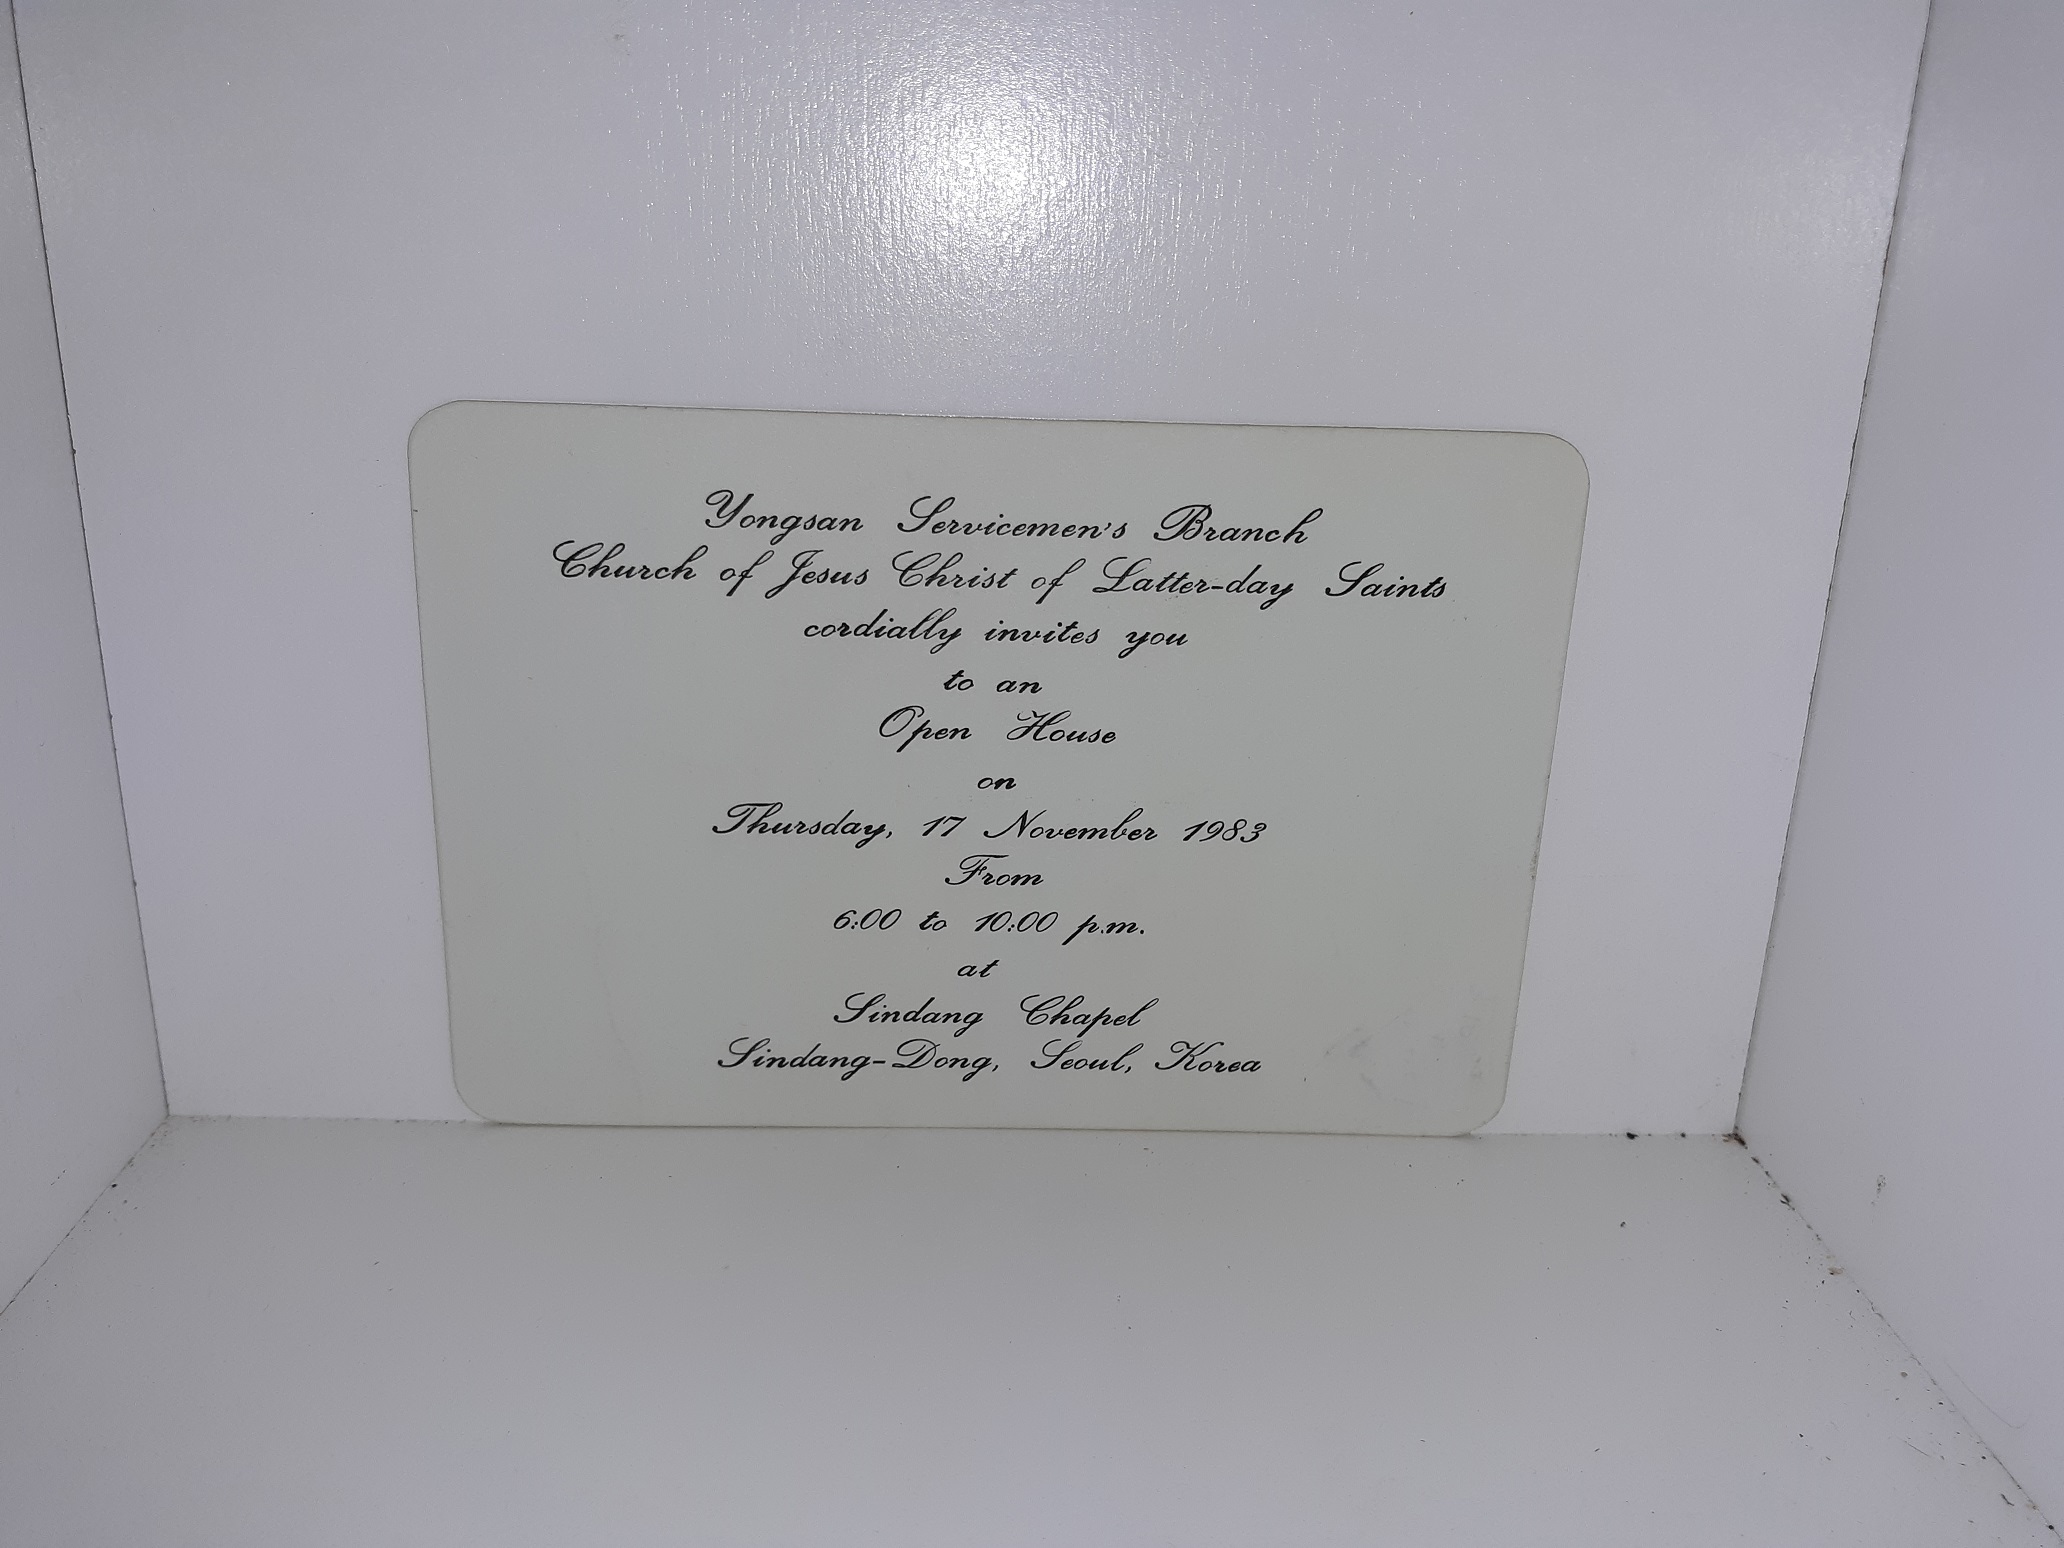 Yongsan Servicemen's Branch
Church of Jesus Christ of Latter-day Saints
cordially invites you
to an
Open House
on
Thursday, 17 November 1983
From
6:00 to 10:00 p.m.
at
Sindang Chapel
Sindang-Dong, Seoul, Korea